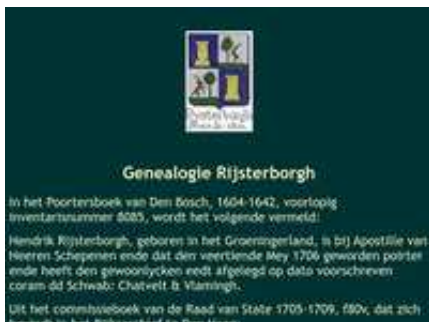 Rijsterborgh
Genealogie Rijsterborgh
In het Poortersboek van Den Bosch, 1604-1642, voorlopig
inventarisnummer 8085, wordt het volgende vermeld:
Hendrik Rijsterborgh, geboren in het Groeningerland, is bij Apostille van
Heeren Schepenen ende dat den veertiende Mey 1706 geworden poirter
ende heeft den gewoonlycken eedt afgelegd op dato voorschreven
coram dd Schwab: Chatvelt & Vlamingh.
Uit het commissieboek van de Raad van State 1705-1709, f80v, dat zich